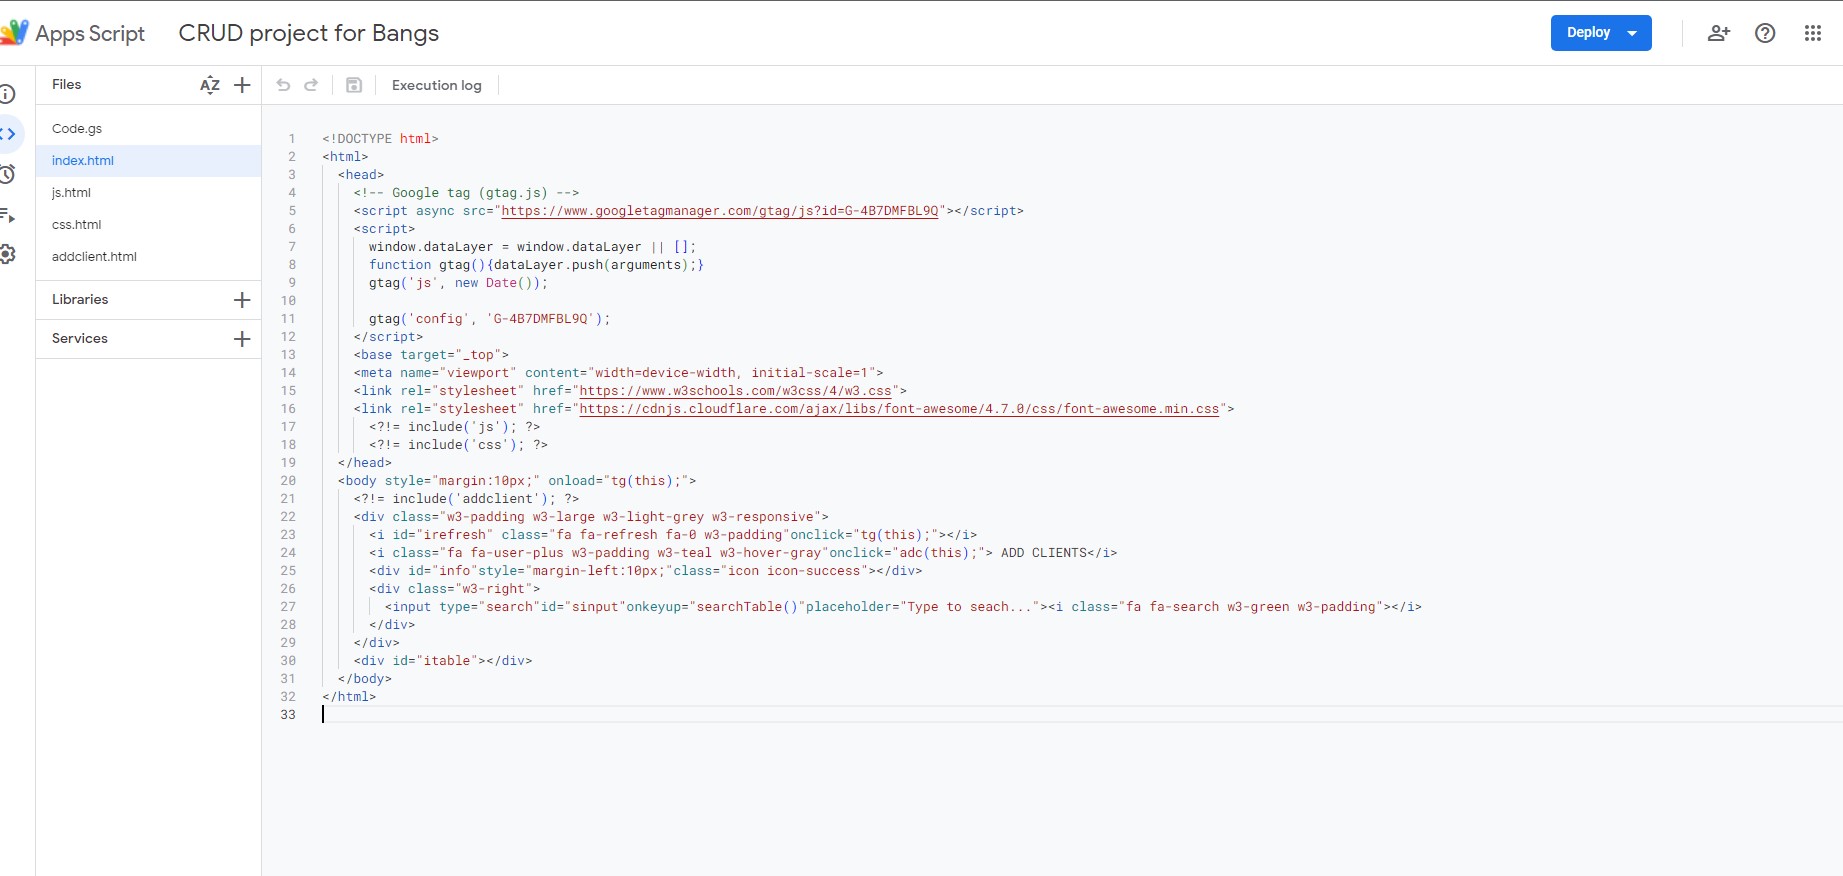 Apps Script CRUD project for Bangs Deploy
Files AZ Execution log
Code.gs
index.html
js.html
css.html
addclient.html
Libraries
Services
1 <!DOCTYPE html>
2 <html>
3 <head>
4 <!-- Google tag (gtag.js) -->
5 <script async src="https://www.googletagmanager.com/gtag/js?id=G-4B7DMFBL9Q"></script>
6 <script>
7 window.dataLayer = window.dataLayer || [];
8 function gtag(){dataLayer.push(arguments);}
9 gtag('js', new Date());
10
11 gtag('config', 'G-4B7DMFBL9Q');
12 </script>
13 <base target="_top">
14 <meta name="viewport" content="width=device-width, initial-scale=1">
15 <link rel="stylesheet" href="https://www.w3schools.com/w3css/4/w3.css">
16 <link rel="stylesheet" href="https://cdnjs.cloudflare.com/ajax/libs/font-awesome/4.7.0/css/font-awesome.min.css">
17 <?!= include('js'); ?>
18 <?!= include('css'); ?>
19 </head>
20 <body style="margin:10px;" onload="tg(this);">
21 <?!= include('addclient'); ?>
22 <div class="w3-padding w3-large w3-light-grey w3-responsive">
23 <i id="irefresh" class="fa fa-refresh fa-0 w3-padding"onclick="tg(this);"></i>
24 <i class="fa fa-user-plus w3-padding w3-teal w3-hover-gray"onclick="adc(this);"> ADD CLIENTS</i>
25 <div id="info"style="margin-left:10px;"class="icon icon-success"></div>
26 <div class="w3-right">
27 <input type="search"id="sinput"onkeyup="searchTable()"placeholder="Type to seach..."><i class="fa fa-search w3-green w3-padding"></i>
28 </div>
29 </div>
30 <div id="itable"></div>
31 </body>
32 </html>
33